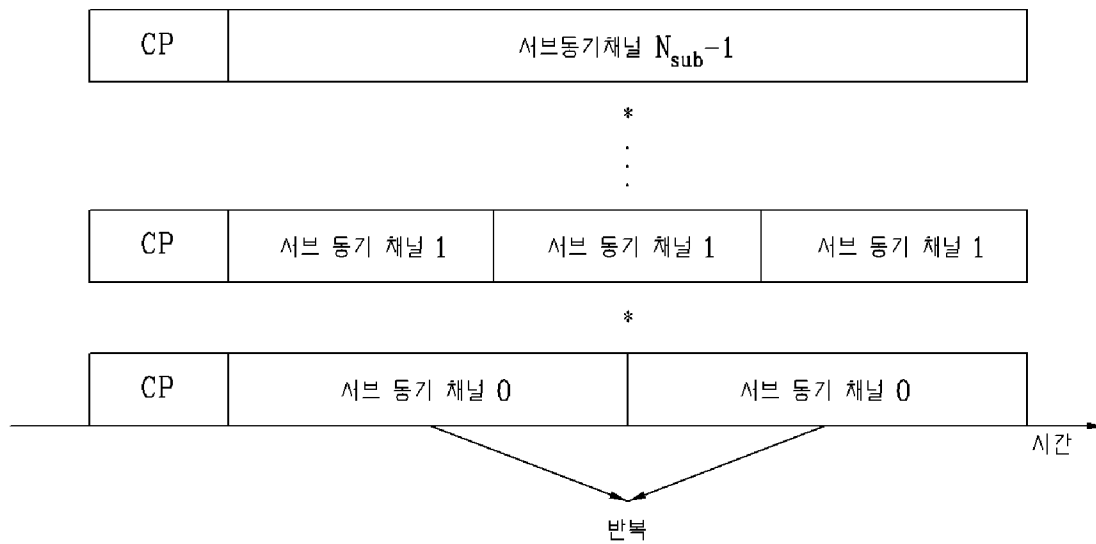 CP 서브동기채널 N_sub-1
*
CP 서브 동기 채널 1 서브 동기 채널 1 서브 동기 채널 1
*
CP 서브 동기 채널 0 서브 동기 채널 0
시간
반복